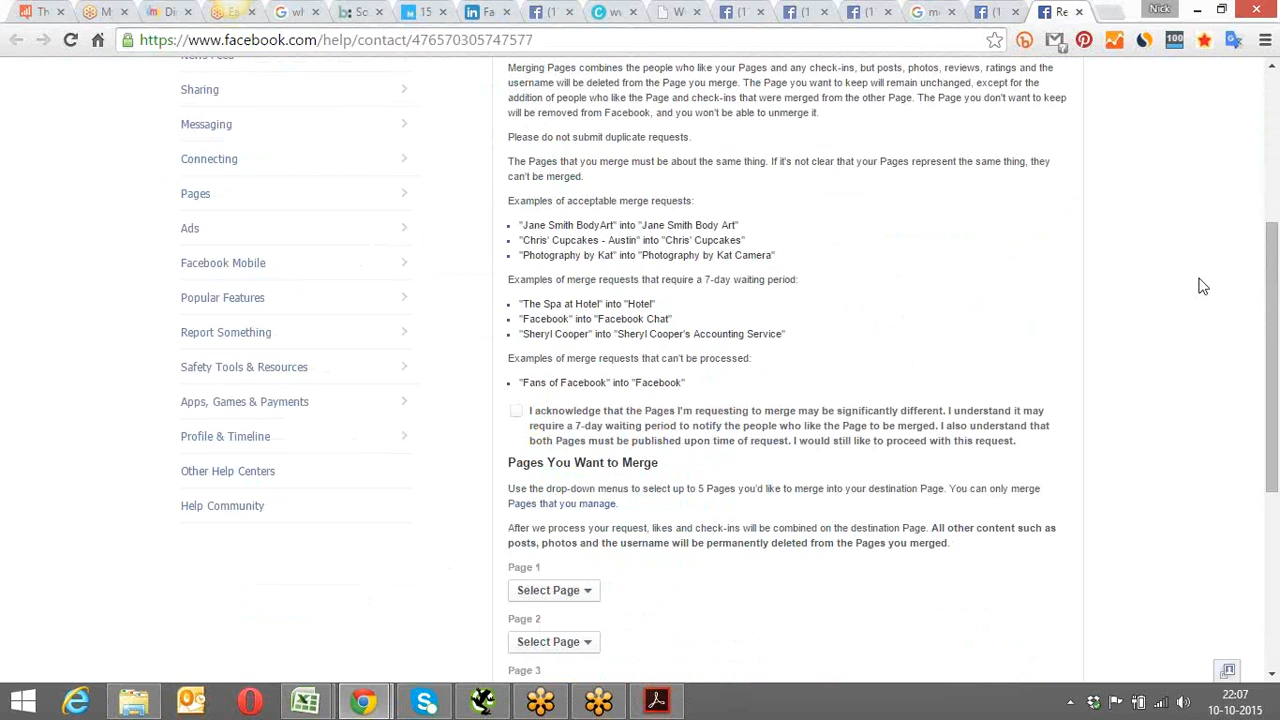 Nick
https://www.facebook.com/help/contact/476570305747577
Sharing
Messaging
Connecting
Pages
Ads
Facebook Mobile
Popular Features
Report Something
Safety Tools & Resources
Apps, Games & Payments
Profile & Timeline
Other Help Centers
Help Community
Merging Pages combines the people who like your Pages and any check-ins, but posts, photos, reviews, ratings and the
username will be deleted from the Page you merge. The Page you want to keep will remain unchanged, except for the
addition of people who like the Page and check-ins that were merged from the other Page. The Page you don't want to keep
will be removed from Facebook, and you won't be able to unmerge it.
Please do not submit duplicate requests.
The Pages that you merge must be about the same thing. If it's not clear that your Pages represent the same thing, they
can't be merged.
Examples of acceptable merge requests:
"Jane Smith BodyArt" into "Jane Smith Body Art"
"Chris' Cupcakes - Austin" into "Chris' Cupcakes"
"Photography by Kat" into "Photography by Kat Camera"
Examples of merge requests that require a 7-day waiting period:
"The Spa at Hotel" into "Hotel"
"Facebook" into "Facebook Chat"
"Sheryl Cooper" into "Sheryl Cooper's Accounting Service"
Examples of merge requests that can't be processed:
"Fans of Facebook" into "Facebook"
I acknowledge that the Pages I'm requesting to merge may be significantly different. I understand it may
require a 7-day waiting period to notify the people who like the Page to be merged. I also understand that
both Pages must be published upon time of request. I would still like to proceed with this request.
Pages You Want to Merge
Use the drop-down menus to select up to 5 Pages you'd like to merge into your destination Page. You can only merge
Pages that you manage.
After we process your request, likes and check-ins will be combined on the destination Page. All other content such as
posts, photos and the username will be permanently deleted from the Pages you merged.
Page 1
Select Page
Page 2
Select Page
Page 3
22:07
10-10-2015